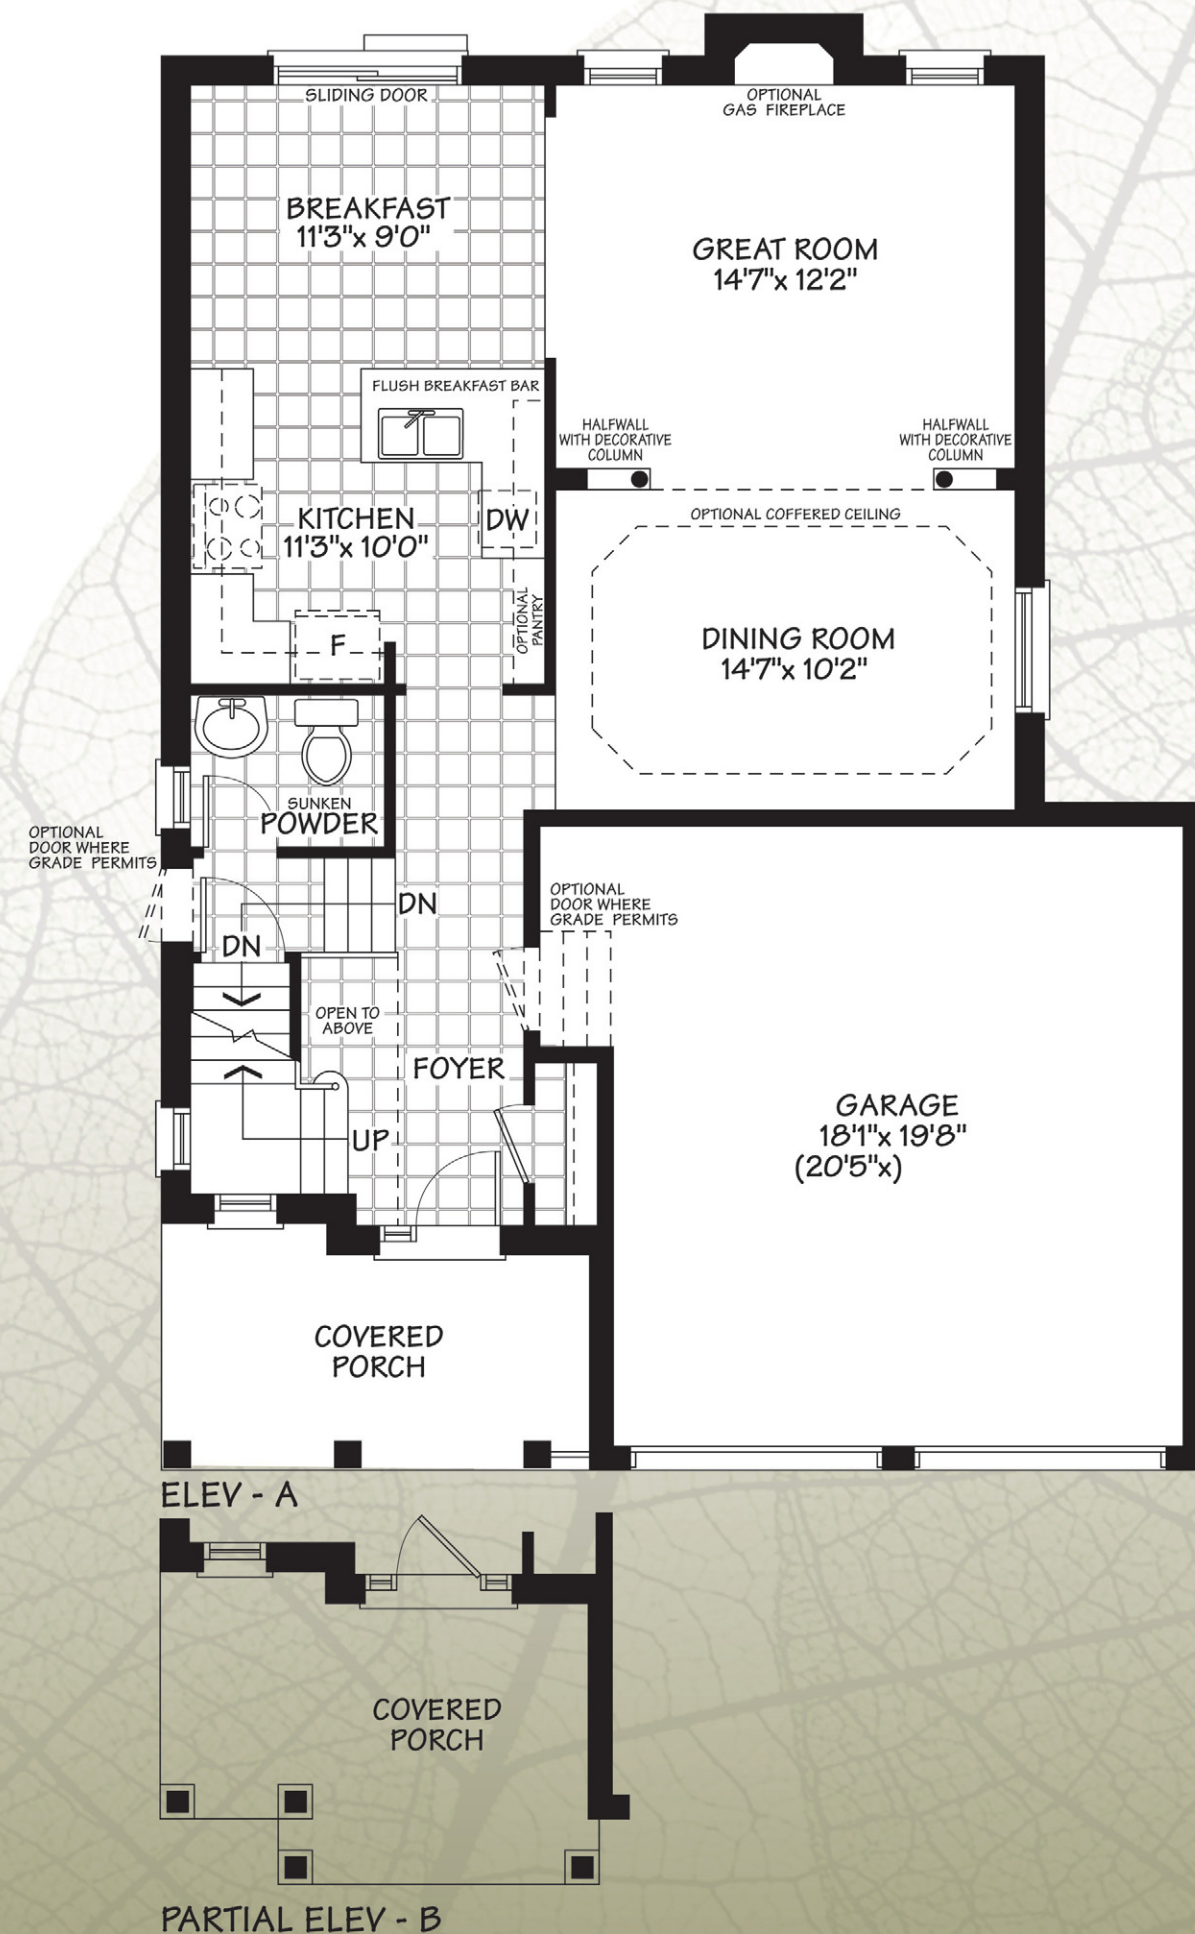 SLIDING DOOR
OPTIONAL
GAS FIREPLACE
BREAKFAST
11'3"x 9'0"
GREAT ROOM
14'7"x 12'2"
FLUSH BREAKFAST BAR
HALFWALL
WITH DECORATIVE
COLUMN
HALFWALL
WITH DECORATIVE
COLUMN
KITCHEN
11'3"x 10'0"
DW
OPTIONAL COFFERED CEILING
OPTIONAL
PANTRY
F
DINING ROOM
14'7"x 10'2"
SUNKEN
POWDER
OPTIONAL
DOOR WHERE
GRADE PERMITS
DN
DN
OPTIONAL
DOOR WHERE
GRADE PERMITS
OPEN TO
ABOVE
FOYER
UP
GARAGE
18'1"x 19'8"
(20'5"x)
COVERED
PORCH
ELEV - A
COVERED
PORCH
PARTIAL ELEV - B